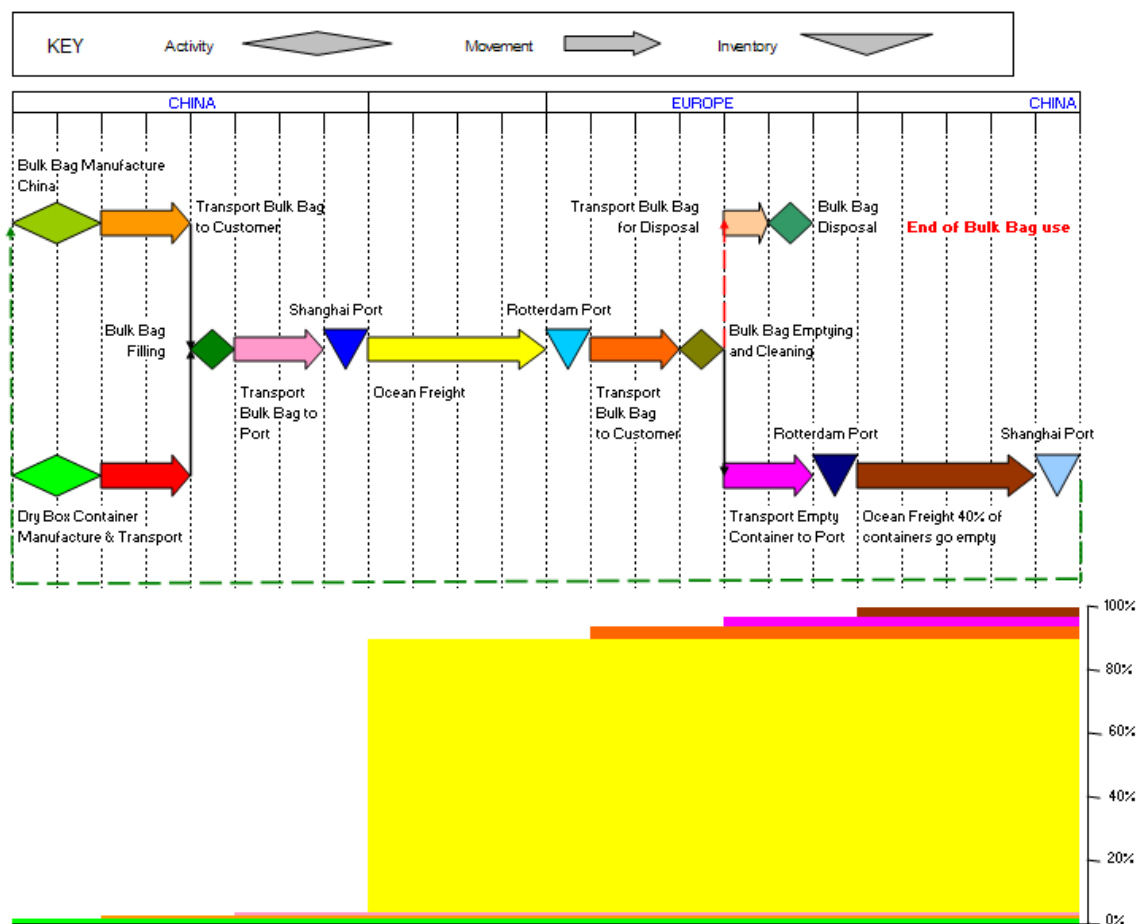 KEY
Activity
Movement
Inventory
CHINA
EUROPE
CHINA
Bulk Bag Manufacture
China
Transport Bulk Bag
to Customer
Transport Bulk Bag
for Disposal
Bulk Bag
Disposal
End of Bulk Bag use
Bulk Bag
Filling
Shanghai Port
Rotterdam Port
Bulk Bag Emptying
and Cleaning
Transport
Bulk Bag to
Port
Ocean Freight
Transport
Bulk Bag
to Customer
Rotterdam Port
Shanghai Port
Dry Box Container
Manufacture & Transport
Transport Empty
Container to Port
Ocean Freight 40% of
containers go empty
100%
80%
60%
40%
20%
0%